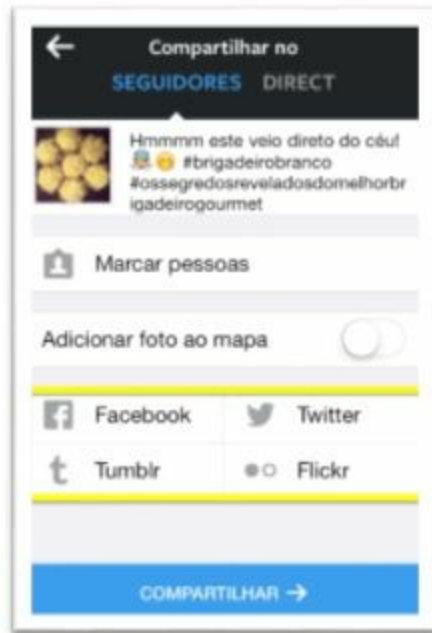 Compartilhar no
SEGUIDORES DIRECT
Hmmmm este veio direto do céu!
#brigadeirobranco
#ossegredosreveladosdomelhorbr
igadeirogourmet
Marcar pessoas
Adicionar foto ao mapa
Facebook
Twitter
Tumblr
Flickr
COMPARTILHAR →